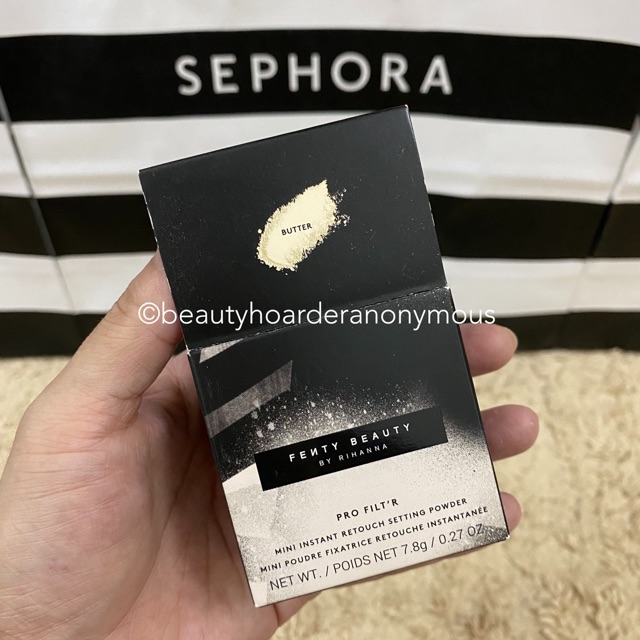 SEPHORA
BUTTER
©beautyhoarderanonymous
FEИTY BEAUTY
BY RIHANNA
PRO FILT'R
MINI INSTANT RETOUCH SETTING POWDER
MINI POUDRE FIXATRICE RETOUCHE INSTANTANÉE
NET WT. / POIDS NET 7.8g / 0.27 OZ.